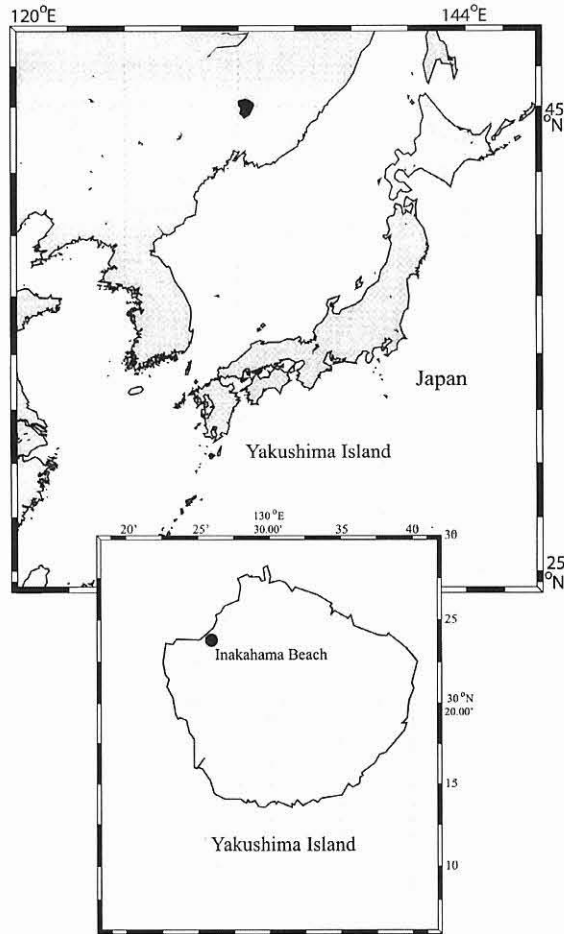 120°E
144°E
45
°N
Japan
Yakushima Island
25
°N
130 °E
20' 25' 30.00' 35 40'
30
25
Inakahama Beach
30 °N
20.00'
15
Yakushima Island
10